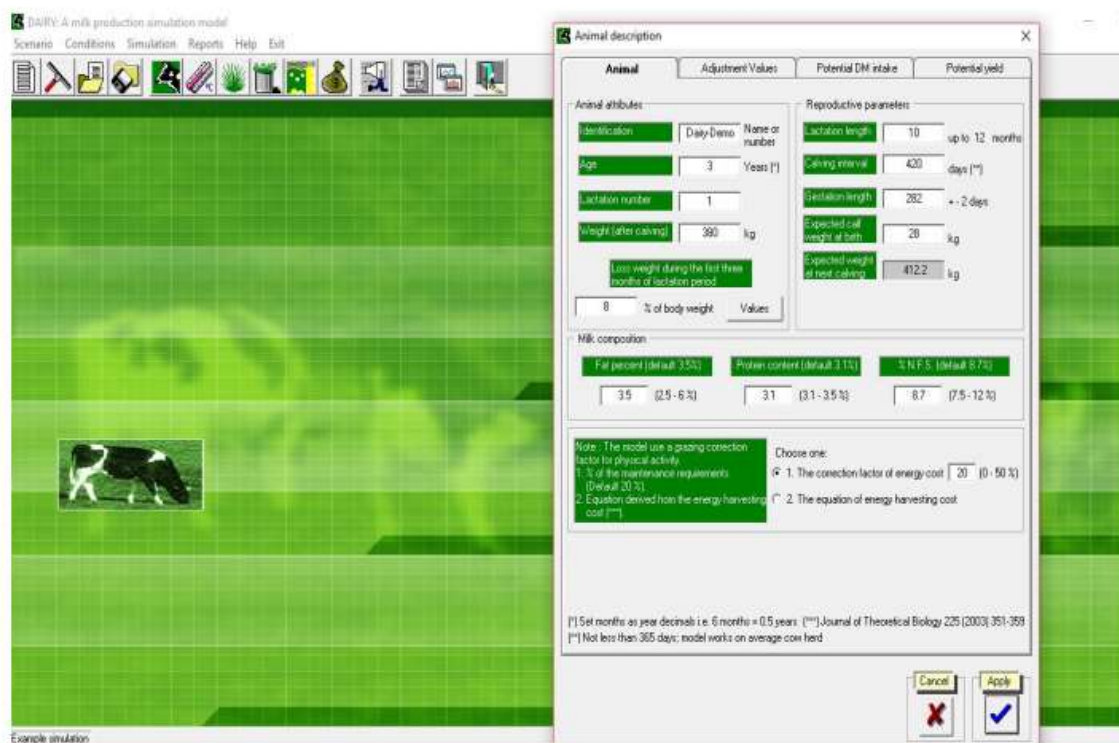 DAIRY: A milk production simulation model
Scenario Conditions Simulation Reports Help Exit
Animal description
Animal Adjustment Values Potential DM intake Potential yield
Animal attributes
Identification Dairy-Demo Name or
number
Age 3 Years (*)
Lactation number 1
Weight (after calving) 380 kg
Loss weight during the first three
months of lactation period
8 % of body weight Values
Reproductive parameters
Lactation length 10 up to 12 months
Calving interval 420 days (**)
Gestation length 282 + - 2 days
Expected calf
weight at birth 28 kg
Expected weight
at next calving 412.2 kg
Milk composition
Fat percent (default 3.5%) Protein content (default 3.1%) % N.F.S. (default 8.7%)
3.5 (2.5 - 6 %) 3.1 (3.1 - 3.5 %) 8.7 (7.5 - 12 %)
Note : The model use a grazing correction
factor for physical activity.
1. % of the maintenance requirements
(Default 20 %).
2. Equation derived from the energy harvesting
cost (***).
Choose one:
1. The correction factor of energy cost 20 (0 - 50 %)
2. The equation of energy harvesting cost
(*) Set months as year decimals i.e. 6 months = 0.5 years (***) Journal of Theoretical Biology 225 (2003) 351-359
(**) Not less than 365 days; model works on average cow herd
Cancel Apply
Example simulation